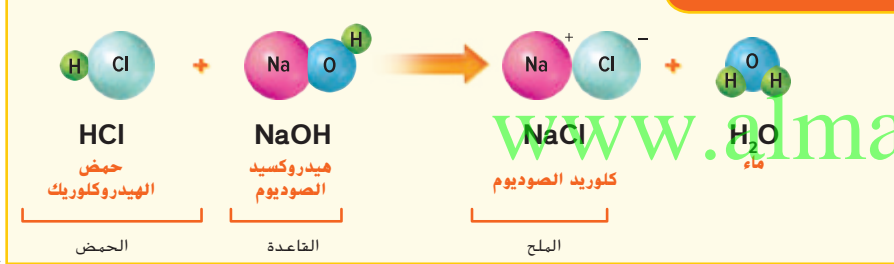 H Cl + Na O H Na + Cl − + H O H
HCl NaOH NaCl H₂O
حمض الهيدروكلوريك
هيدروكسيد الصوديوم
كلوريد الصوديوم
ماء
الحمض القاعدة الملح
www.alma